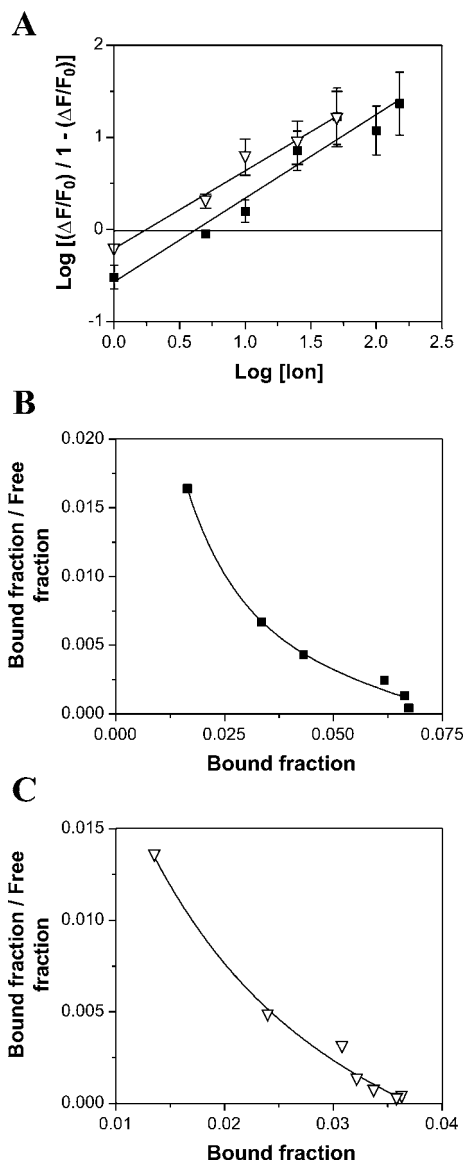 A
Log [(ΔF/F0) / 1 - (ΔF/F0)]
2
1
0
-1
0.0 0.5 1.0 1.5 2.0 2.5
Log [Ion]
B
Bound fraction / Free
fraction
0.020
0.015
0.010
0.005
0.000
0.000 0.025 0.050 0.075
Bound fraction
C
Bound fraction / Free
fraction
0.015
0.010
0.005
0.000
0.01 0.02 0.03 0.04
Bound fraction